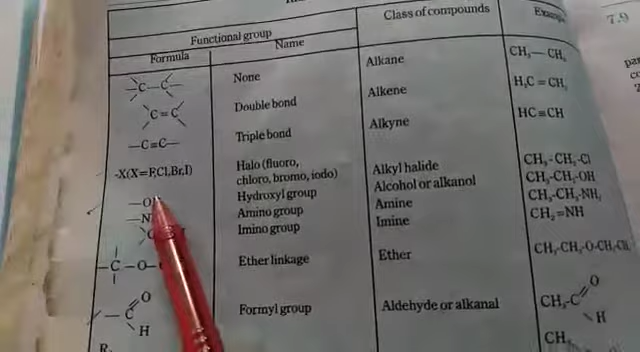 Functional group Class of compounds Example
Formula Name
—C—C— None Alkane CH₃—CH₃
C=C Double bond Alkene H₂C=CH₂
—C≡C— Triple bond Alkyne HC≡CH
-X(X=F,Cl,Br,I) Halo (fluoro, chloro, bromo, iodo) Alkyl halide CH₃-CH₂-Cl
Hydroxyl group Alcohol or alkanol CH₃-CH₂-OH
Amino group Amine CH₃-CH₂-NH₂
Imino group Imine CH₂=NH
—C—O— Ether linkage Ether CH₃-CH₂-O-CH₂-CH₃
—C O H Formyl group Aldehyde or alkanal CH₃-C O H
7.9